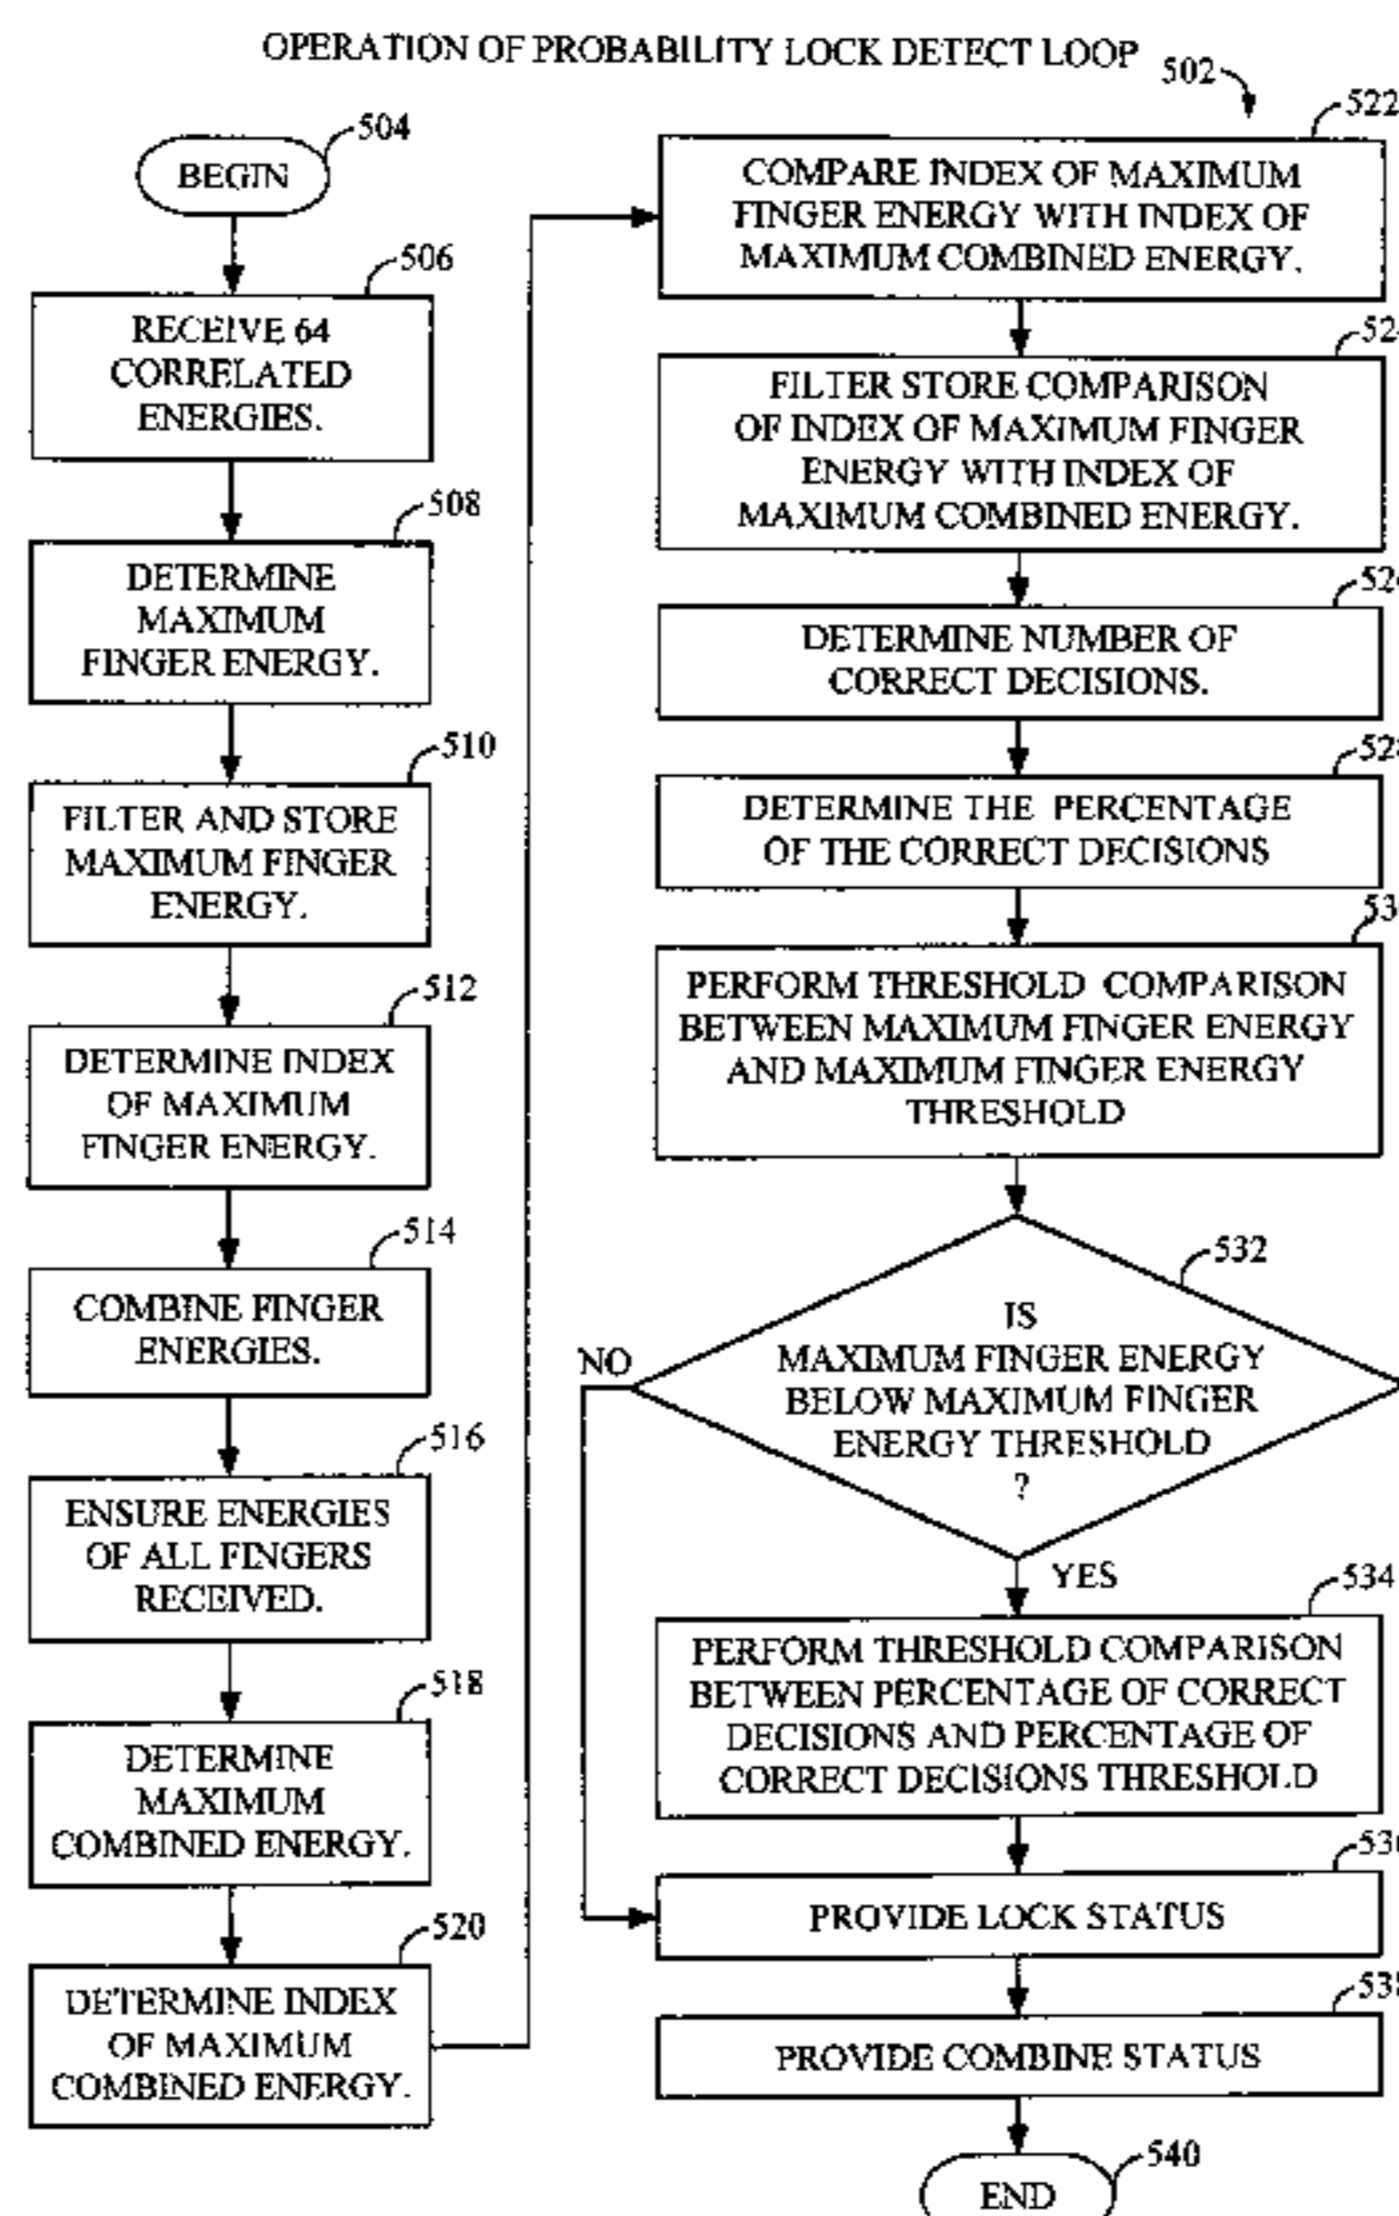 OPERATION OF PROBABILITY LOCK DETECT LOOP
502
504
BEGIN
506
RECEIVE 64
CORRELATED
ENERGIES.
508
DETERMINE
MAXIMUM
FINGER ENERGY.
510
FILTER AND STORE
MAXIMUM FINGER
ENERGY.
512
DETERMINE INDEX
OF MAXIMUM
FINGER ENERGY.
514
COMBINE FINGER
ENERGIES.
516
ENSURE ENERGIES
OF ALL FINGERS
RECEIVED.
518
DETERMINE
MAXIMUM
COMBINED ENERGY.
520
DETERMINE INDEX
OF MAXIMUM
COMBINED ENERGY.
522
COMPARE INDEX OF MAXIMUM
FINGER ENERGY WITH INDEX OF
MAXIMUM COMBINED ENERGY.
FILTER STORE COMPARISON
OF INDEX OF MAXIMUM FINGER
ENERGY WITH INDEX OF
MAXIMUM COMBINED ENERGY.
DETERMINE NUMBER OF
CORRECT DECISIONS.
DETERMINE THE PERCENTAGE
OF THE CORRECT DECISIONS
PERFORM THRESHOLD COMPARISON
BETWEEN MAXIMUM FINGER ENERGY
AND MAXIMUM FINGER ENERGY
THRESHOLD
532
IS
MAXIMUM FINGER ENERGY
BELOW MAXIMUM FINGER
ENERGY THRESHOLD
?
NO
YES
534
PERFORM THRESHOLD COMPARISON
BETWEEN PERCENTAGE OF CORRECT
DECISIONS AND PERCENTAGE OF
CORRECT DECISIONS THRESHOLD
PROVIDE LOCK STATUS
PROVIDE COMBINE STATUS
540
END